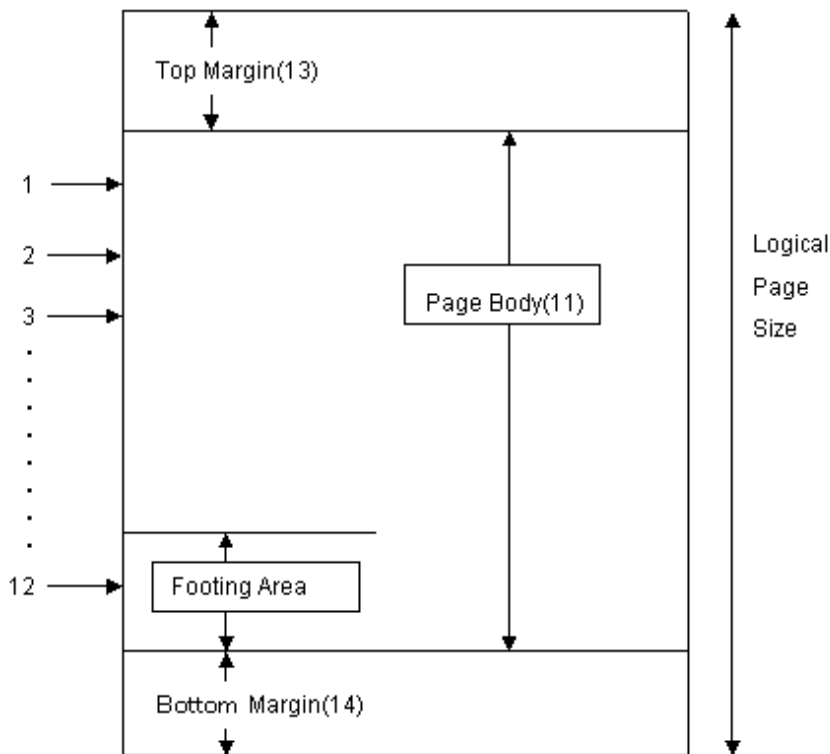 Top Margin(13)
1
2
3
Page Body(11)
Logical
Page
Size
12
Footing Area
Bottom Margin(14)